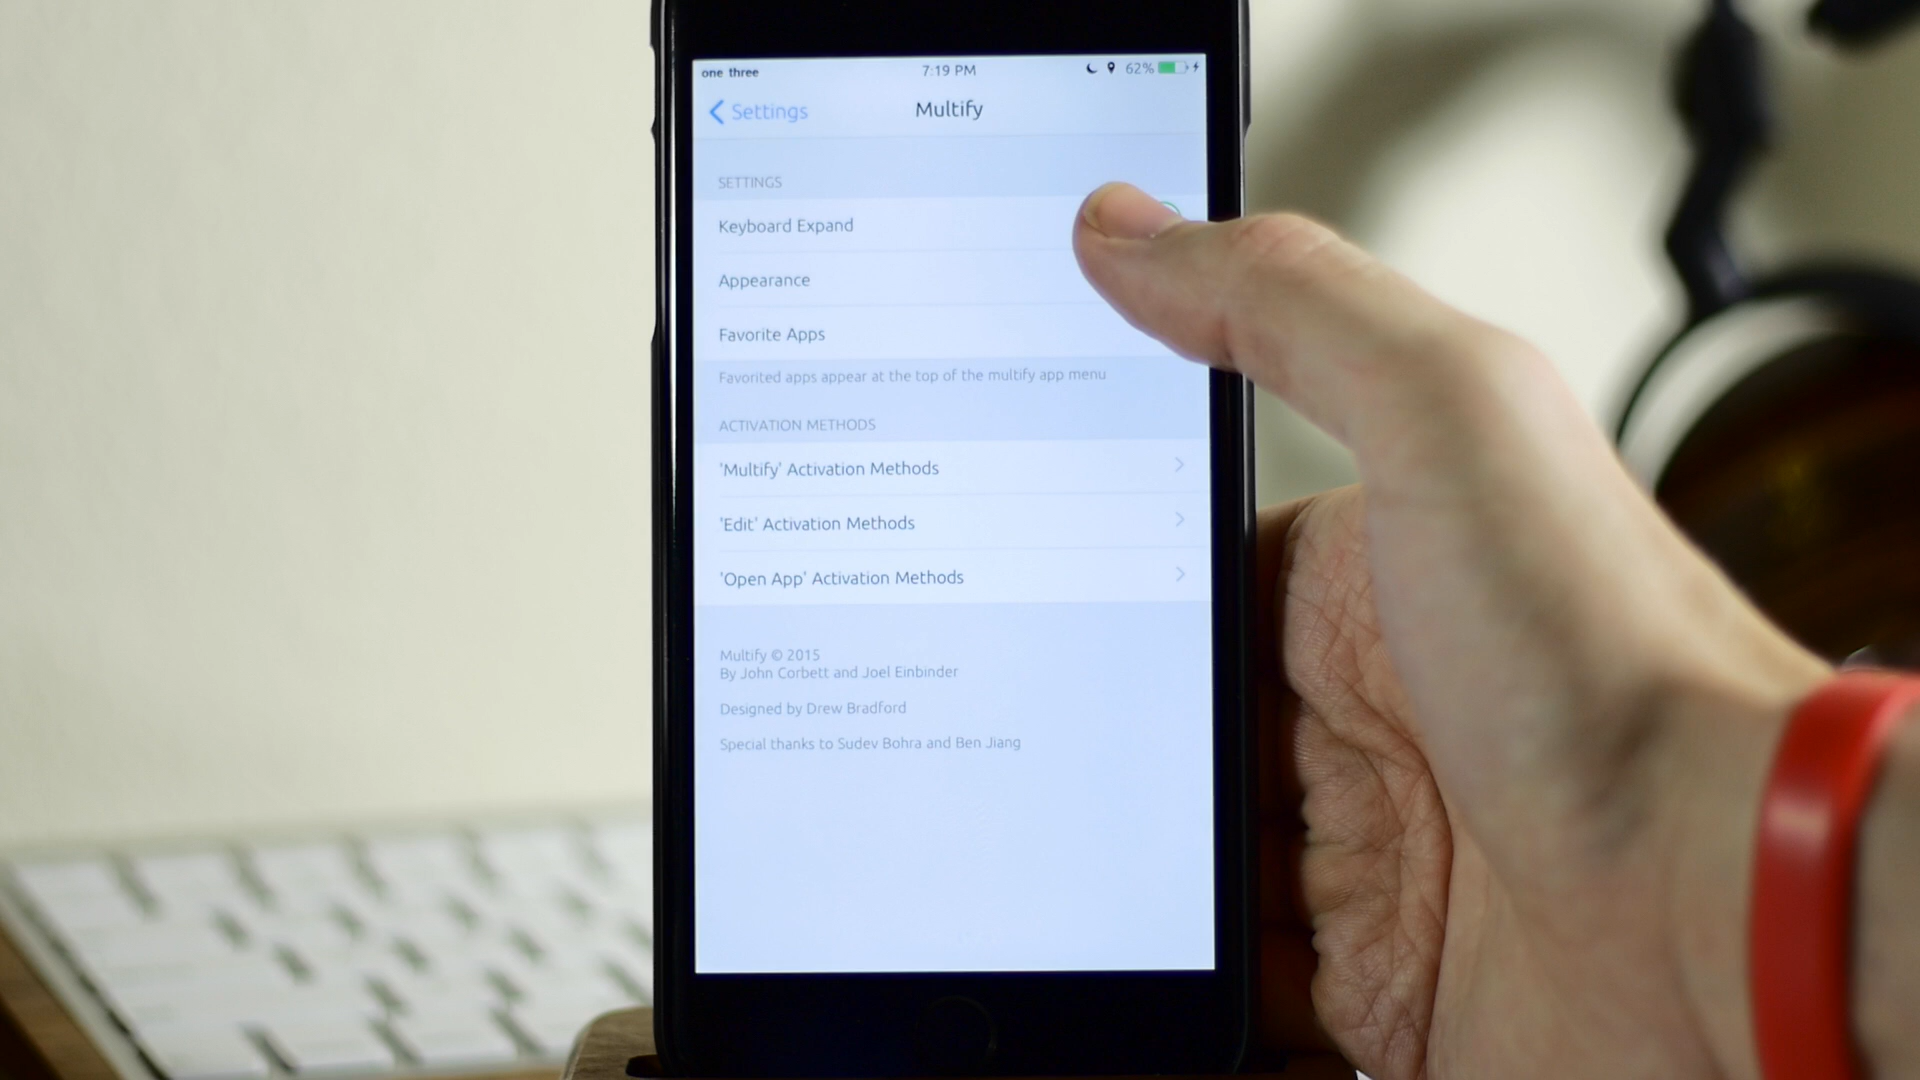 one three
7:19 PM
62%
Settings
Multify
SETTINGS
Keyboard Expand
Appearance
Favorite Apps
Favorited apps appear at the top of the multify app menu
ACTIVATION METHODS
'Multify' Activation Methods
'Edit' Activation Methods
'Open App' Activation Methods
Multify © 2015
By John Corbett and Joel Einbinder
Designed by Drew Bradford
Special thanks to Sudev Bohra and Ben Jiang